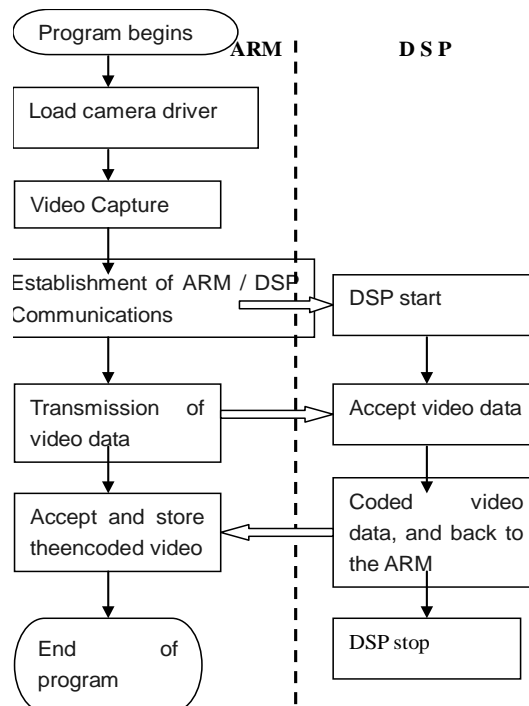 Program begins
ARM
D S P
Load camera driver
Video Capture
Establishment of ARM / DSP
Communications
DSP start
Transmission of
video data
Accept video data
Accept and store
theencoded video
Coded video
data, and back to
the ARM
End of
program
DSP stop